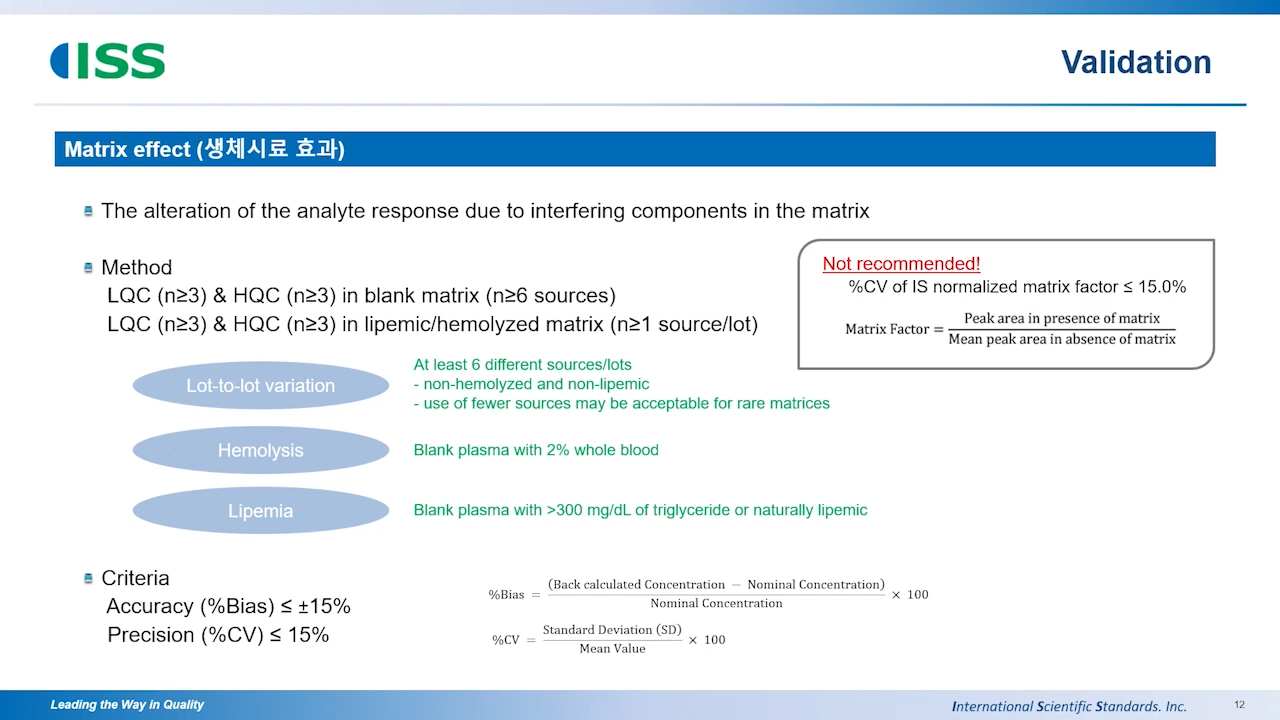 ISS
Validation
Matrix effect (생체시료 효과)
The alteration of the analyte response due to interfering components in the matrix
Method
LQC (n≥3) & HQC (n≥3) in blank matrix (n≥6 sources)
LQC (n≥3) & HQC (n≥3) in lipemic/hemolyzed matrix (n≥1 source/lot)
Not recommended!
%CV of IS normalized matrix factor ≤ 15.0%
Matrix Factor = Peak area in presence of matrix / Mean peak area in absence of matrix
Lot-to-lot variation
At least 6 different sources/lots
- non-hemolyzed and non-lipemic
- use of fewer sources may be acceptable for rare matrices
Hemolysis
Blank plasma with 2% whole blood
Lipemia
Blank plasma with >300 mg/dL of triglyceride or naturally lipemic
Criteria
Accuracy (%Bias) ≤ ±15%
Precision (%CV) ≤ 15%
%Bias = (Back calculated Concentration − Nominal Concentration) / Nominal Concentration × 100
%CV = Standard Deviation (SD) / Mean Value × 100
Leading the Way in Quality
International Scientific Standards. Inc.
12